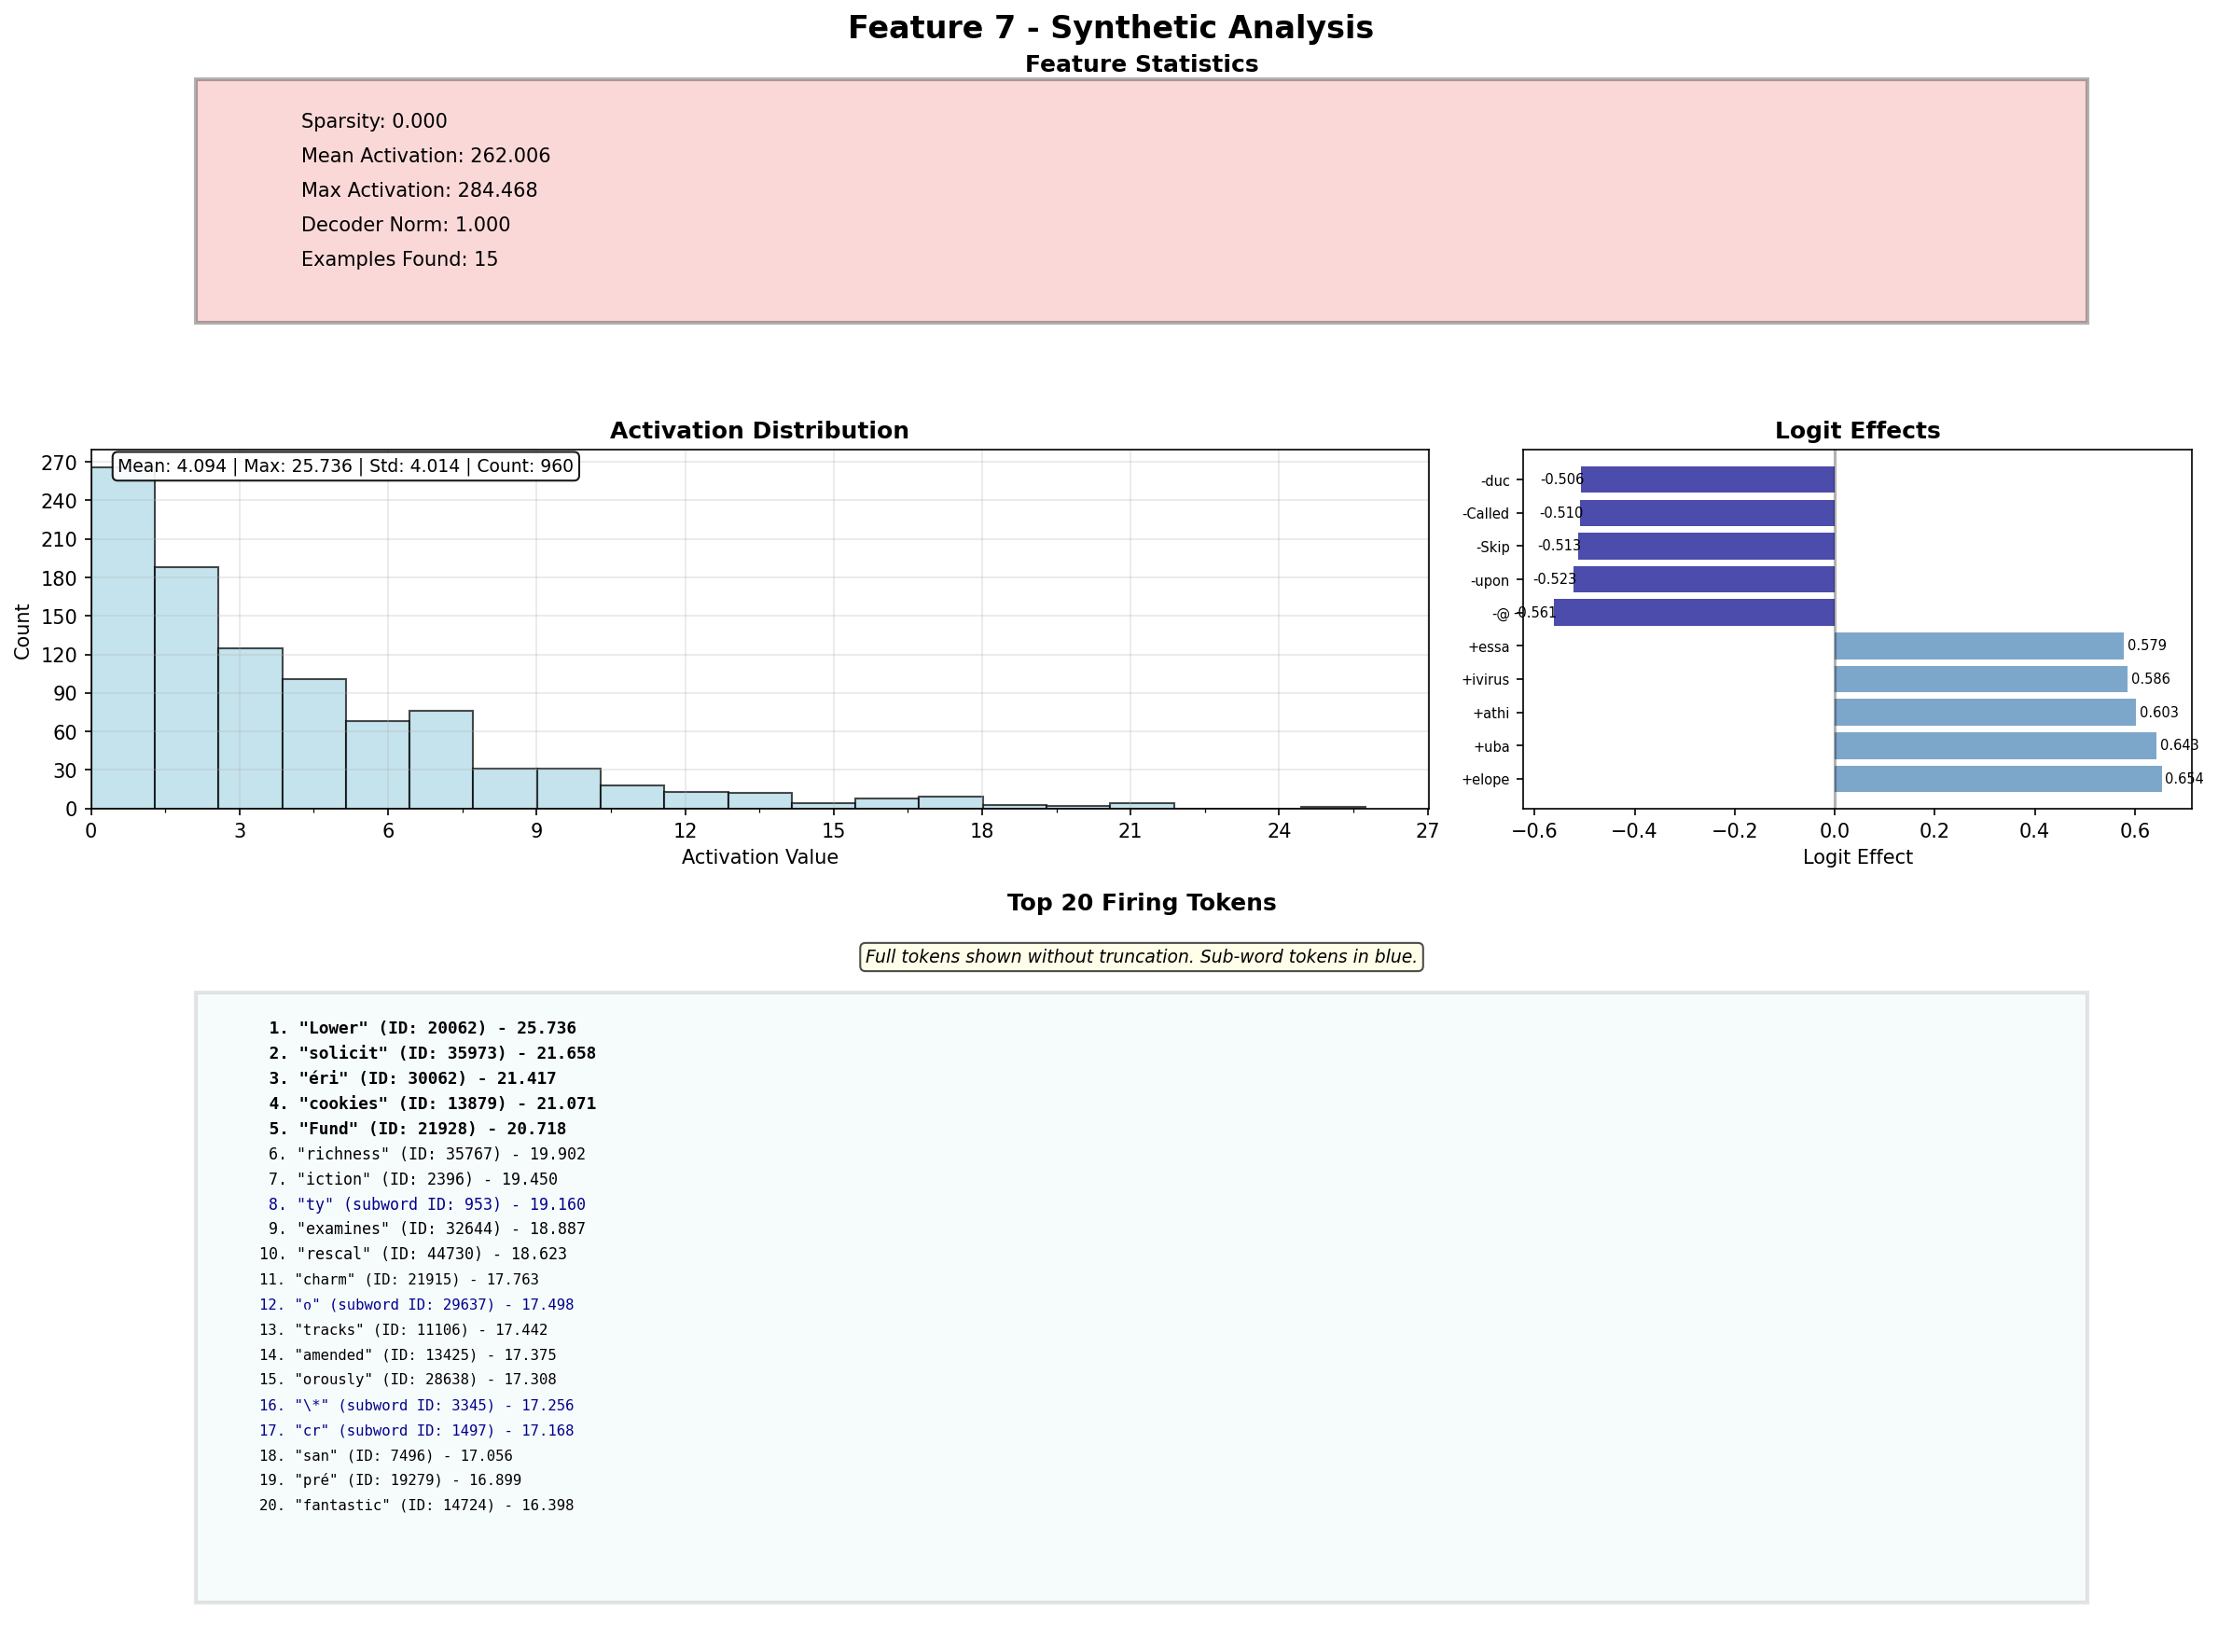 Feature 7 - Synthetic Analysis
Feature Statistics
Sparsity: 0.000
Mean Activation: 262.006
Max Activation: 284.468
Decoder Norm: 1.000
Examples Found: 15
Activation Distribution
Mean: 4.094 | Max: 25.736 | Std: 4.014 | Count: 960
270
240
210
180
150
120
90
60
30
0
Count
0 3 6 9 12 15 18 21 24 27
Activation Value
Logit Effects
-duc -0.506
-Called -0.510
-Skip -0.513
-upon -0.523
-@ -0.561
+essa 0.579
+ivirus 0.586
+athi 0.603
+uba 0.643
+elope 0.654
−0.6 −0.4 −0.2 0.0 0.2 0.4 0.6
Logit Effect
Top 20 Firing Tokens
Full tokens shown without truncation. Sub-word tokens in blue.
1. "Lower" (ID: 20062) - 25.736
2. "solicit" (ID: 35973) - 21.658
3. "éri" (ID: 30062) - 21.417
4. "cookies" (ID: 13879) - 21.071
5. "Fund" (ID: 21928) - 20.718
6. "richness" (ID: 35767) - 19.902
7. "iction" (ID: 2396) - 19.450
8. "ty" (subword ID: 953) - 19.160
9. "examines" (ID: 32644) - 18.887
10. "rescal" (ID: 44730) - 18.623
11. "charm" (ID: 21915) - 17.763
12. "ο" (subword ID: 29637) - 17.498
13. "tracks" (ID: 11106) - 17.442
14. "amended" (ID: 13425) - 17.375
15. "orously" (ID: 28638) - 17.308
16. "\*" (subword ID: 3345) - 17.256
17. "cr" (subword ID: 1497) - 17.168
18. "san" (ID: 7496) - 17.056
19. "pré" (ID: 19279) - 16.899
20. "fantastic" (ID: 14724) - 16.398